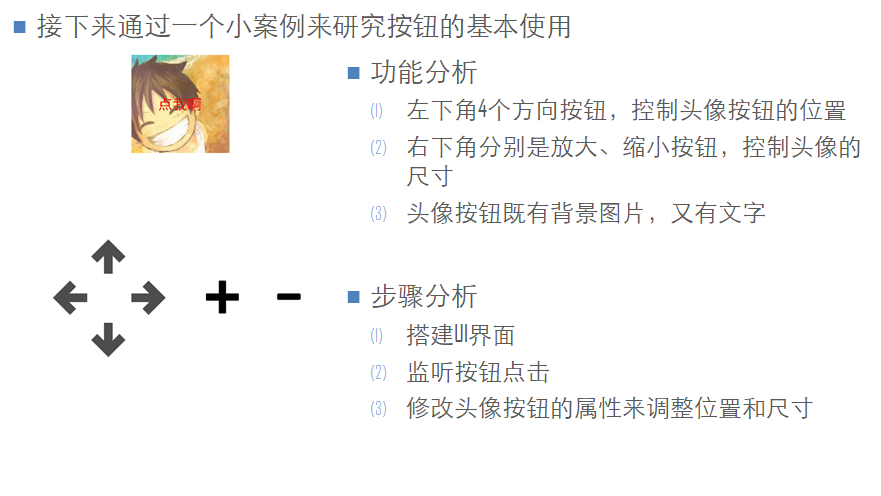 接下来通过一个小案例来研究按钮的基本使用
点我啊
功能分析
(1) 左下角4个方向按钮，控制头像按钮的位置
(2) 右下角分别是放大、缩小按钮，控制头像的
尺寸
(3) 头像按钮既有背景图片，又有文字
步骤分析
(1) 搭建UI界面
(2) 监听按钮点击
(3) 修改头像按钮的属性来调整位置和尺寸